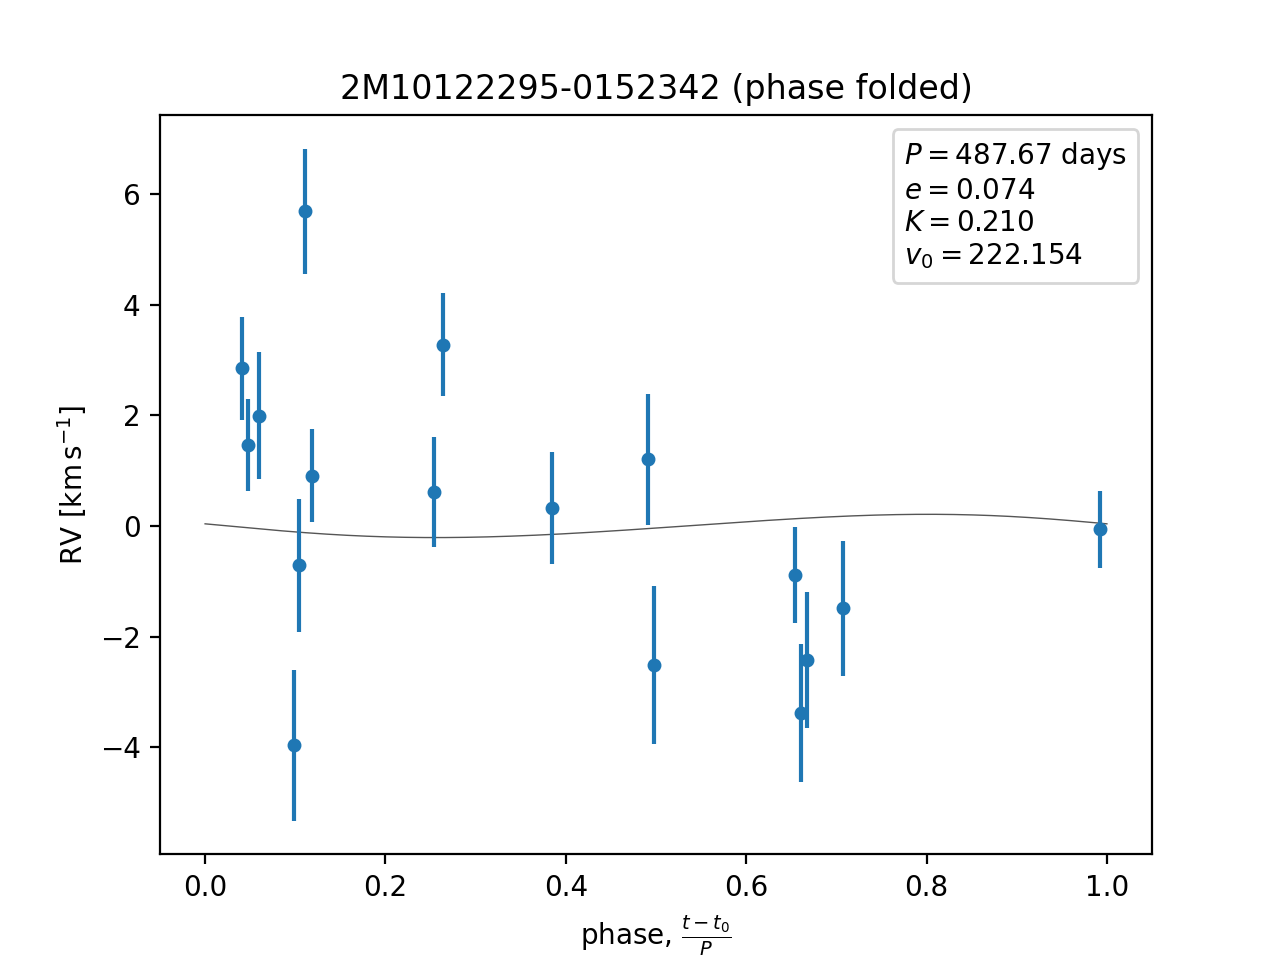 2M10122295-0152342 (phase folded)
P = 487.67 days
e = 0.074
K = 0.210
v₀ = 222.154
RV [km s⁻¹]
6
4
2
0
−2
−4
0.0 0.2 0.4 0.6 0.8 1.0
phase, (t − t₀)/P